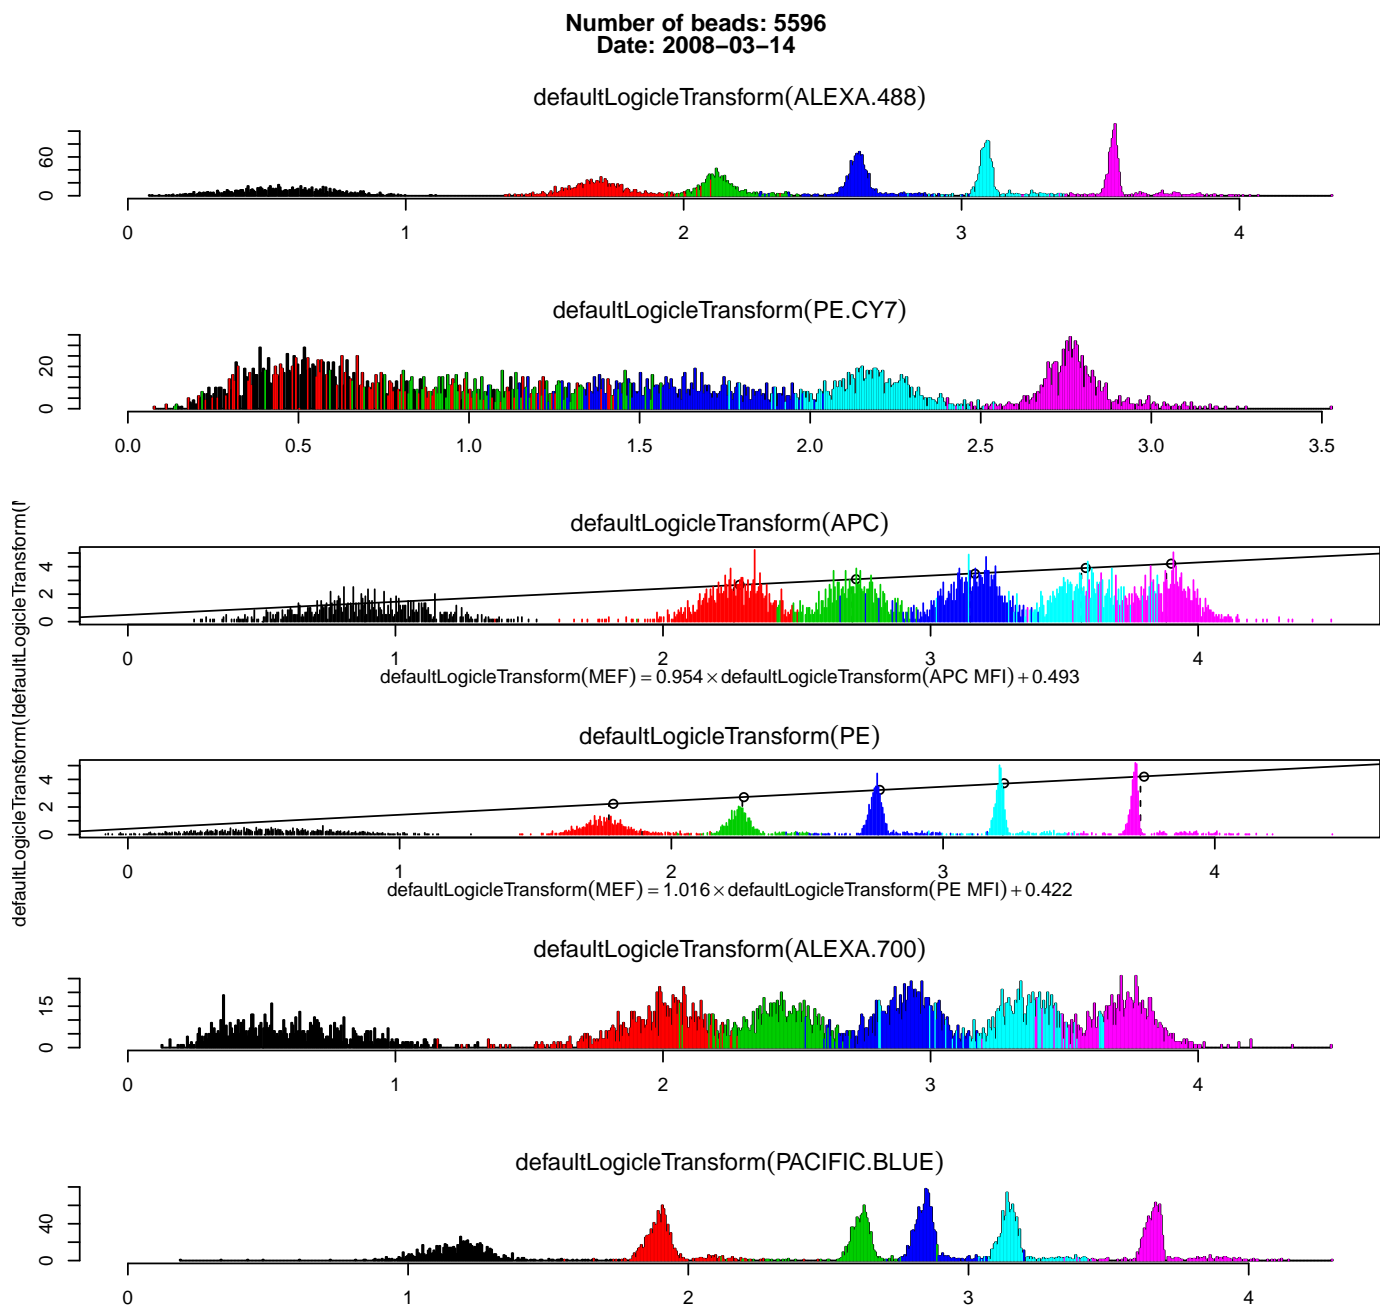 Number of beads: 5596
Date: 2008−03−14
defaultLogicleTransform(ALEXA.488)
0 60
0 1 2 3 4
defaultLogicleTransform(PE.CY7)
0 20
0.0 0.5 1.0 1.5 2.0 2.5 3.0 3.5
defaultLogicleTransform(APC)
0 2 4
0 1 2 3 4
defaultLogicleTransform(MEF) = 0.954 × defaultLogicleTransform(APC MFI) + 0.493
defaultLogicleTransform(PE)
0 2 4
0 1 2 3 4
defaultLogicleTransform(MEF) = 1.016 × defaultLogicleTransform(PE MFI) + 0.422
defaultLogicleTransform(ALEXA.700)
0 15
0 1 2 3 4
defaultLogicleTransform(PACIFIC.BLUE)
0 40
0 1 2 3 4
defaultLogicleTransform(
defaultLogicleTransform(